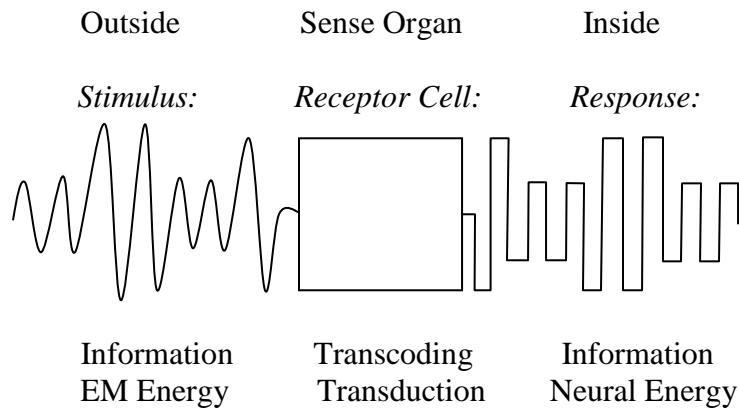 Outside Sense Organ Inside
Stimulus: Receptor Cell: Response:
Information Transcoding Information
EM Energy Transduction Neural Energy